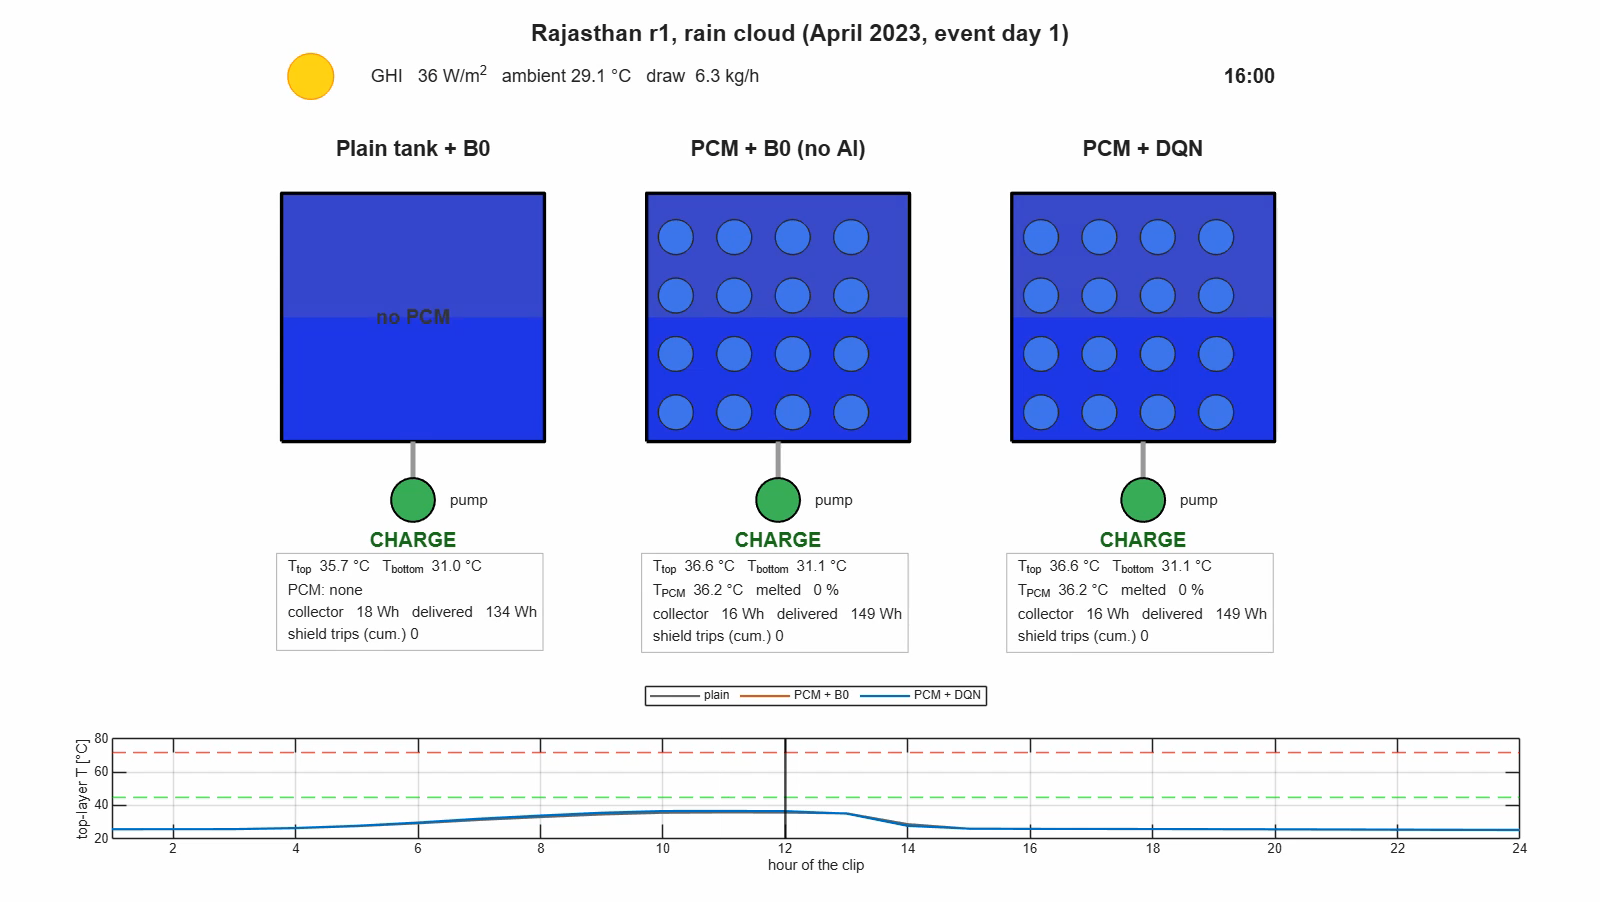 Rajasthan r1, rain cloud (April 2023, event day 1)
GHI 36 W/m² ambient 29.1 °C draw 6.3 kg/h
16:00
Plain tank + B0
PCM + B0 (no AI)
PCM + DQN
no PCM
pump
pump
pump
CHARGE
CHARGE
CHARGE
Ttop 35.7 °C Tbottom 31.0 °C
PCM: none
collector 18 Wh delivered 134 Wh
shield trips (cum.) 0
Ttop 36.6 °C Tbottom 31.1 °C
TPCM 36.2 °C melted 0 %
collector 16 Wh delivered 149 Wh
shield trips (cum.) 0
Ttop 36.6 °C Tbottom 31.1 °C
TPCM 36.2 °C melted 0 %
collector 16 Wh delivered 149 Wh
shield trips (cum.) 0
plain PCM + B0 PCM + DQN
top-layer T [°C]
80
60
40
20
2 4 6 8 10 12 14 16 18 20 22 24
hour of the clip